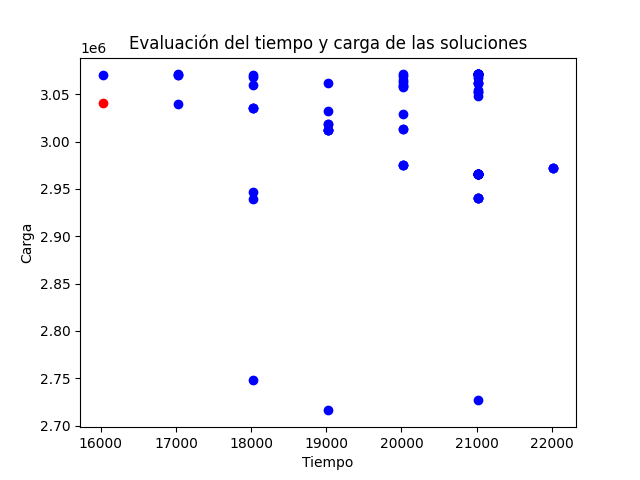 Evaluación del tiempo y carga de las soluciones
1e6
3.05
3.00
2.95
2.90
2.85
2.80
2.75
2.70
Carga
16000 17000 18000 19000 20000 21000 22000
Tiempo